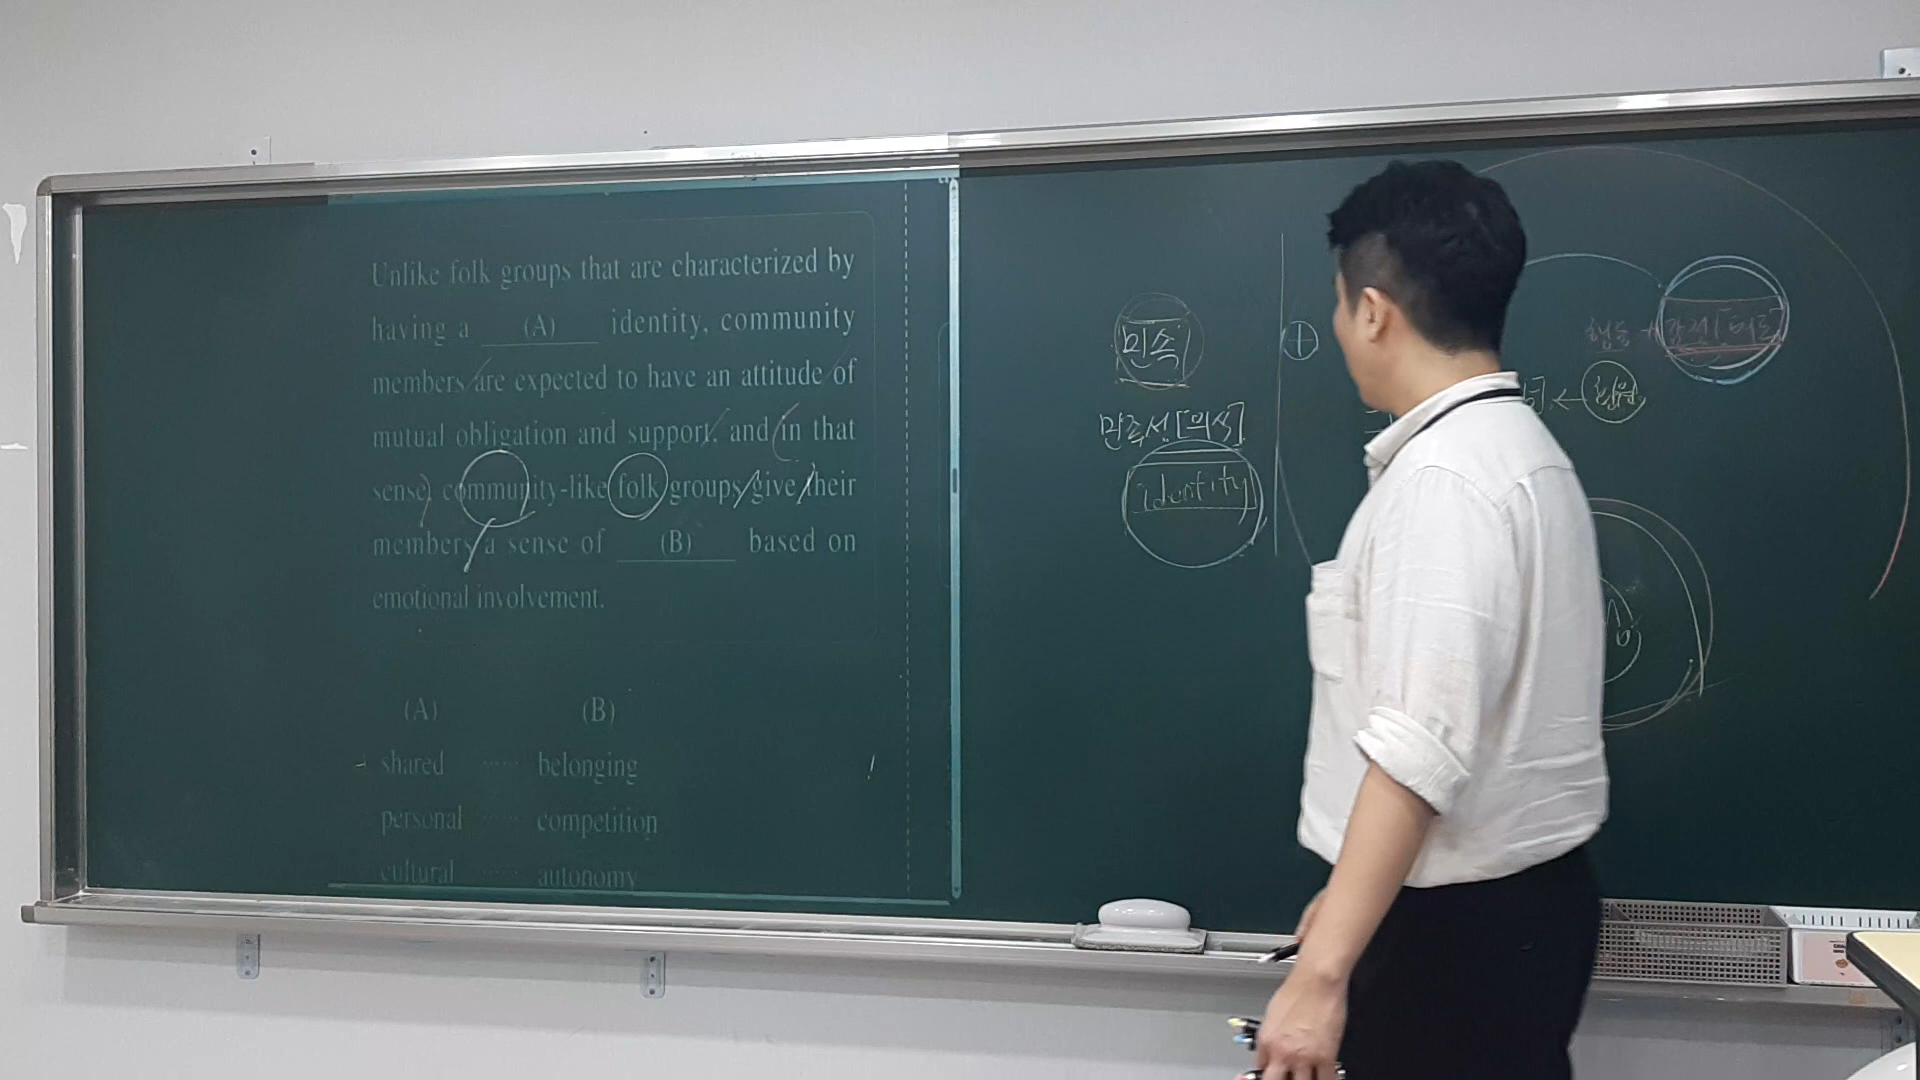 Unlike folk groups that are characterized by
having a (A) identity, community
members are expected to have an attitude of
mutual obligation and support, and in that
sense, community-like folk groups give their
members a sense of (B) based on
emotional involvement.
(A) (B)
shared ····· belonging
personal ····· competition
cultural ····· autonomy
민속
민족성[의식]
identity